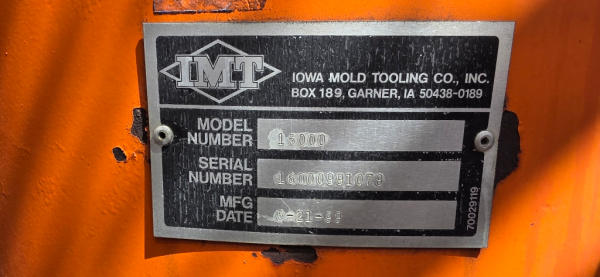 IMT
IOWA MOLD TOOLING CO., INC.
BOX 189, GARNER, IA 50438-0189
MODEL
NUMBER 16000
SERIAL
NUMBER
MFG
DATE
70029119